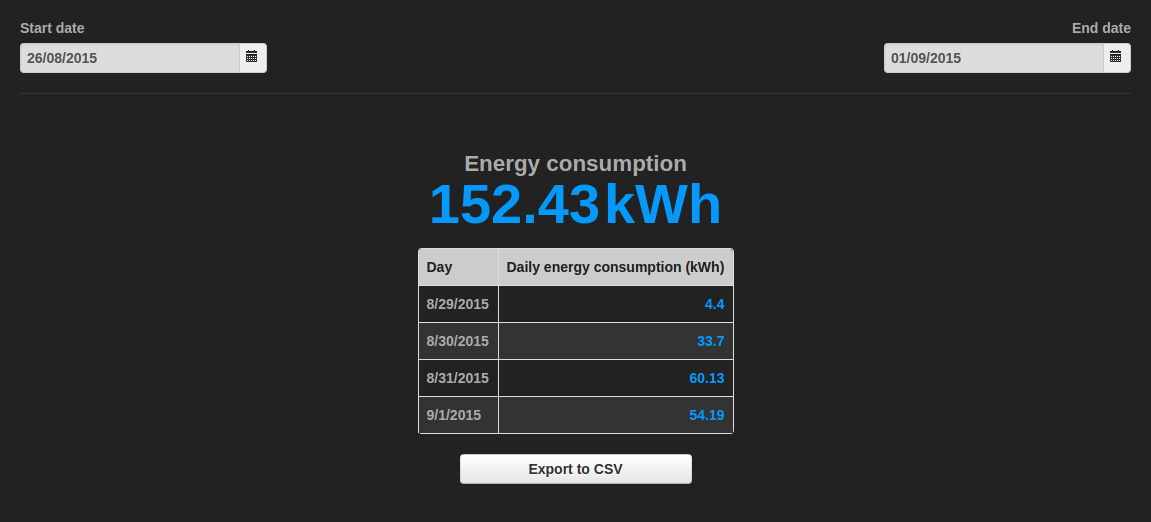 Start date End date
26/08/2015 01/09/2015
Energy consumption
152.43 kWh
Day Daily energy consumption (kWh)
8/29/2015 4.4
8/30/2015 33.7
8/31/2015 60.13
9/1/2015 54.19
Export to CSV